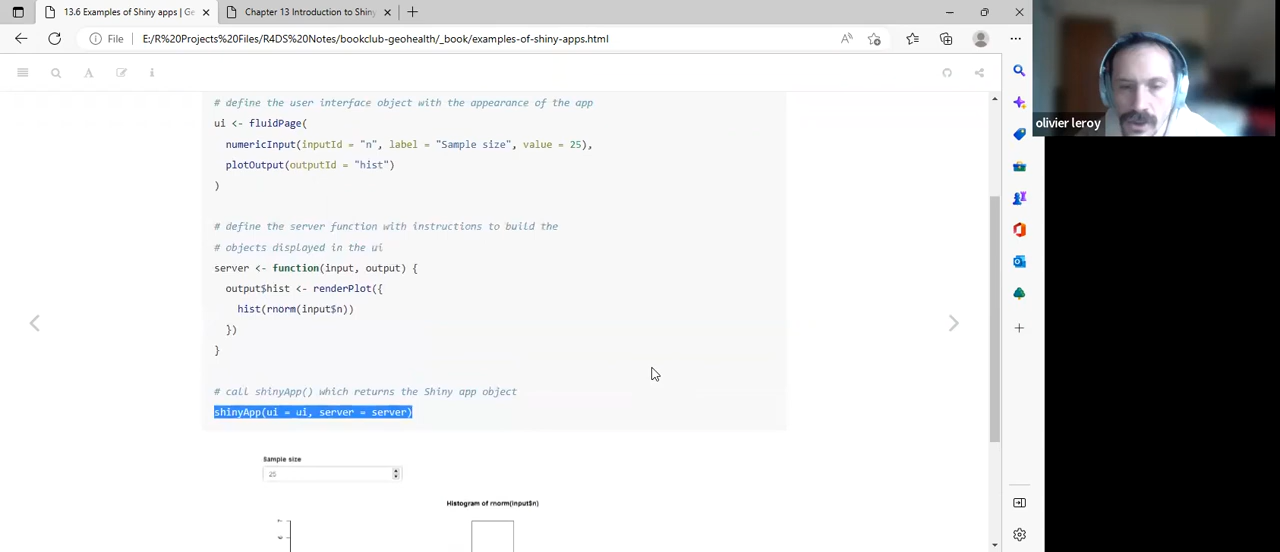 13.6 Examples of Shiny apps | Ge
Chapter 13 Introduction to Shiny
File
E:/R%20Projects%20Files/R4DS%20Notes/bookclub-geohealth/_book/examples-of-shiny-apps.html
olivier leroy
# define the user interface object with the appearance of the app
ui <- fluidPage(
numericInput(inputId = "n", label = "Sample size", value = 25),
plotOutput(outputId = "hist")
)
# define the server function with instructions to build the
# objects displayed in the ui
server <- function(input, output) {
output$hist <- renderPlot({
hist(rnorm(input$n))
})
}
# call shinyApp() which returns the Shiny app object
shinyApp(ui = ui, server = server)
Sample size
25
Histogram of rnorm(input$n)
7
6